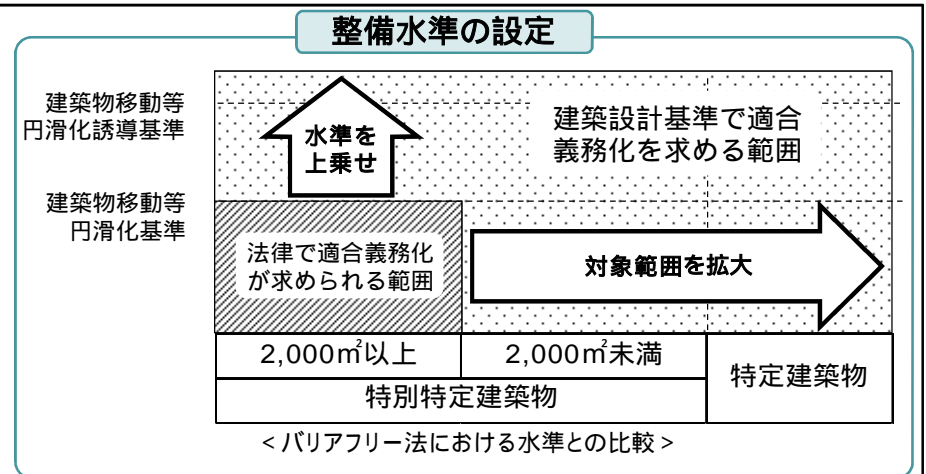 整備水準の設定
建築物移動等
円滑化誘導基準
水準を
上乗せ
建築設計基準で適合
義務化を求める範囲
建築物移動等
円滑化基準
法律で適合義務化
が求められる範囲
対象範囲を拡大
2,000㎡以上
2,000㎡未満
特定建築物
特別特定建築物
<バリアフリー法における水準との比較>